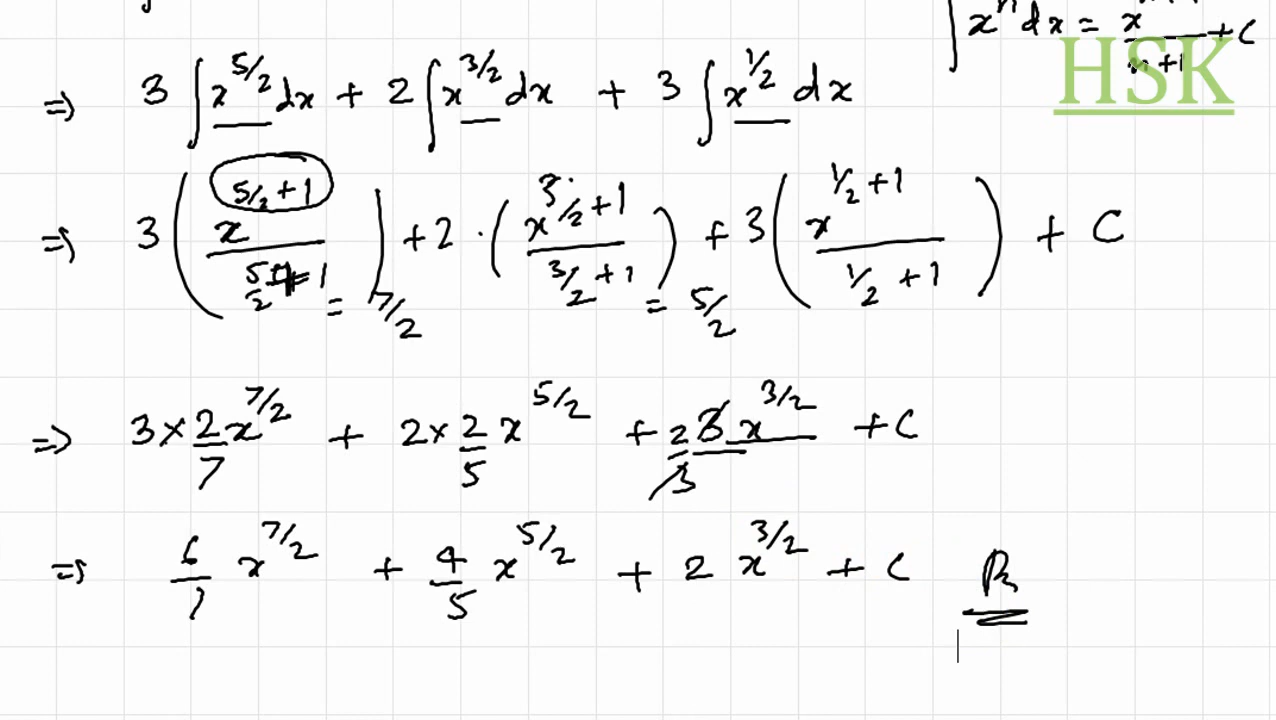 ∫ x^n dx = x^(n+1)/(n+1) + C
HSK
⇒ 3 ∫ x^(5/2) dx + 2 ∫ x^(3/2) dx + 3 ∫ x^(1/2) dx
⇒ 3 ( x^(5/2 + 1) / (5/2 + 1) ) + 2 · ( x^(3/2 + 1) / (3/2 + 1) ) + 3 ( x^(1/2 + 1) / (1/2 + 1) ) + C
= 7/2 = 5/2
⇒ 3 × 2/7 x^(7/2) + 2 × 2/5 x^(5/2) + 2/3 3 x^(3/2) + C
⇒ 6/7 x^(7/2) + 4/5 x^(5/2) + 2 x^(3/2) + C